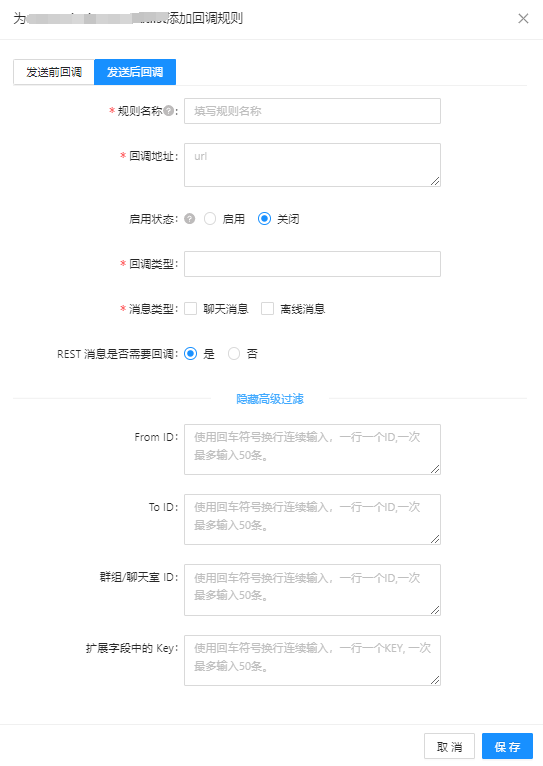 为添加回调规则
发送前回调 发送后回调
* 规则名称?: 填写规则名称
* 回调地址: url
启用状态: ? 启用 关闭
* 回调类型:
* 消息类型: 聊天消息 离线消息
REST 消息是否需要回调: 是 否
隐藏高级过滤
From ID: 使用回车符号换行连续输入，一行一个ID,一次
最多输入50条。
To ID: 使用回车符号换行连续输入，一行一个ID,一次
最多输入50条。
群组/聊天室 ID: 使用回车符号换行连续输入，一行一个ID,一次
最多输入50条。
扩展字段中的 Key: 使用回车符号换行连续输入，一行一个KEY, 一次
最多输入50条。
取 消 保 存